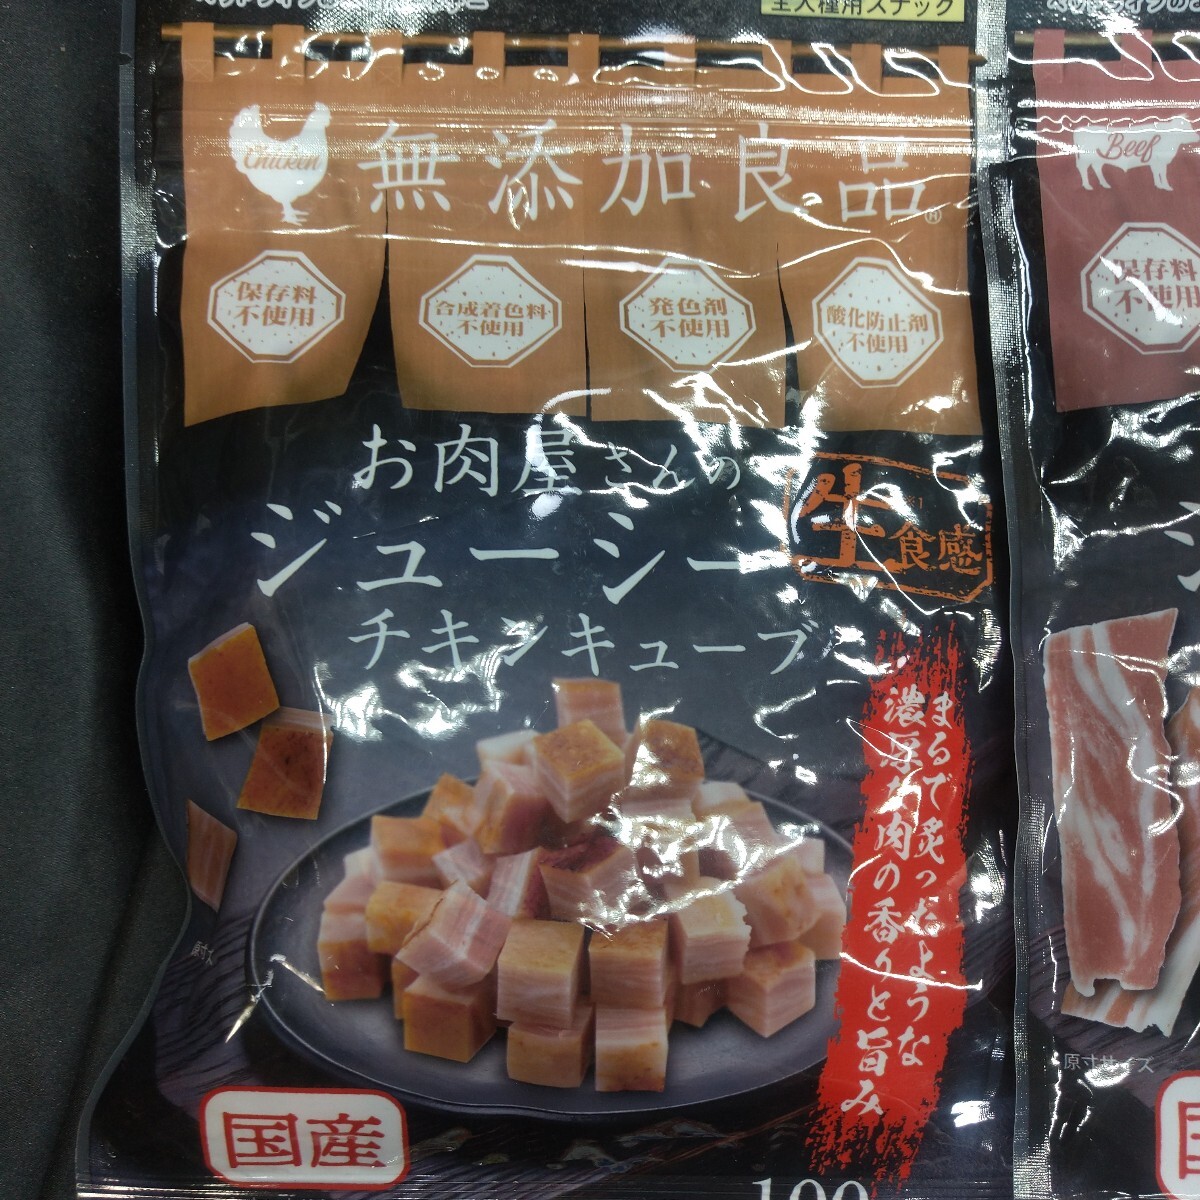 全犬種用スナック
Chicken
無添加良品®
保存料
不使用
合成着色料
不使用
発色剤
不使用
酸化防止剤
不使用
お肉屋さんの
ジューシー
チキンキューブ
生食感
まるで炙ったような
濃厚な肉の香りと旨み
国産
100
Beef
保存料
不使用
原寸サイズ